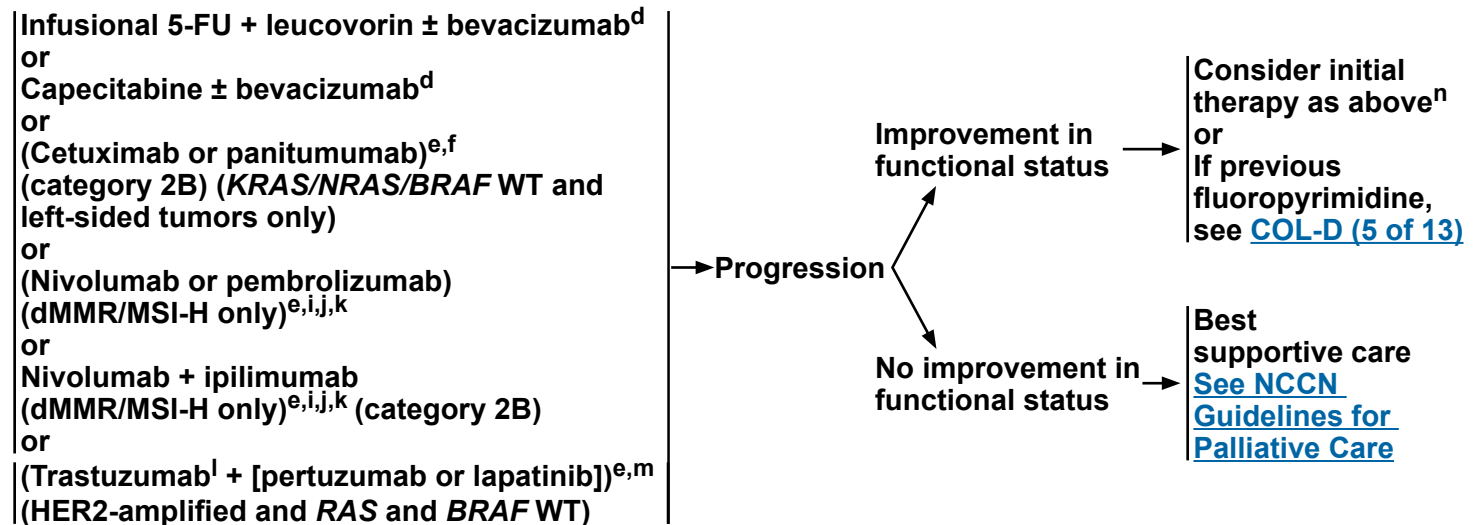 Infusional 5-FU + leucovorin ± bevacizumabᵈ
or
Capecitabine ± bevacizumabᵈ
or
(Cetuximab or panitumumab)ᵉ,ᶠ
(category 2B) (KRAS/NRAS/BRAF WT and
left-sided tumors only)
or
(Nivolumab or pembrolizumab)
(dMMR/MSI-H only)ᵉ,ⁱ,ʲ,ᵏ
or
Nivolumab + ipilimumab
(dMMR/MSI-H only)ᵉ,ⁱ,ʲ,ᵏ (category 2B)
or
(Trastuzumabˡ + [pertuzumab or lapatinib])ᵉ,ᵐ
(HER2-amplified and RAS and BRAF WT)
Progression
Improvement in
functional status
Consider initial
therapy as aboveⁿ
or
If previous
fluoropyrimidine,
see COL-D (5 of 13)
No improvement in
functional status
Best
supportive care
See NCCN
Guidelines for
Palliative Care